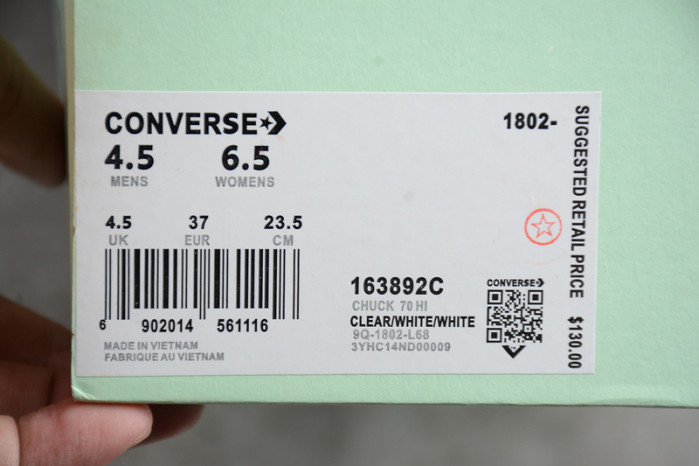 CONVERSE
1802-
4.5 6.5
MENS WOMENS
4.5 37 23.5
UK EUR CM
6 902014 561116
MADE IN VIETNAM
FABRIQUE AU VIETNAM
163892C
CHUCK 70 HI
CLEAR/WHITE/WHITE
9Q-1802-L68
3YHC14ND00009
CONVERSE
SUGGESTED RETAIL PRICE $130.00